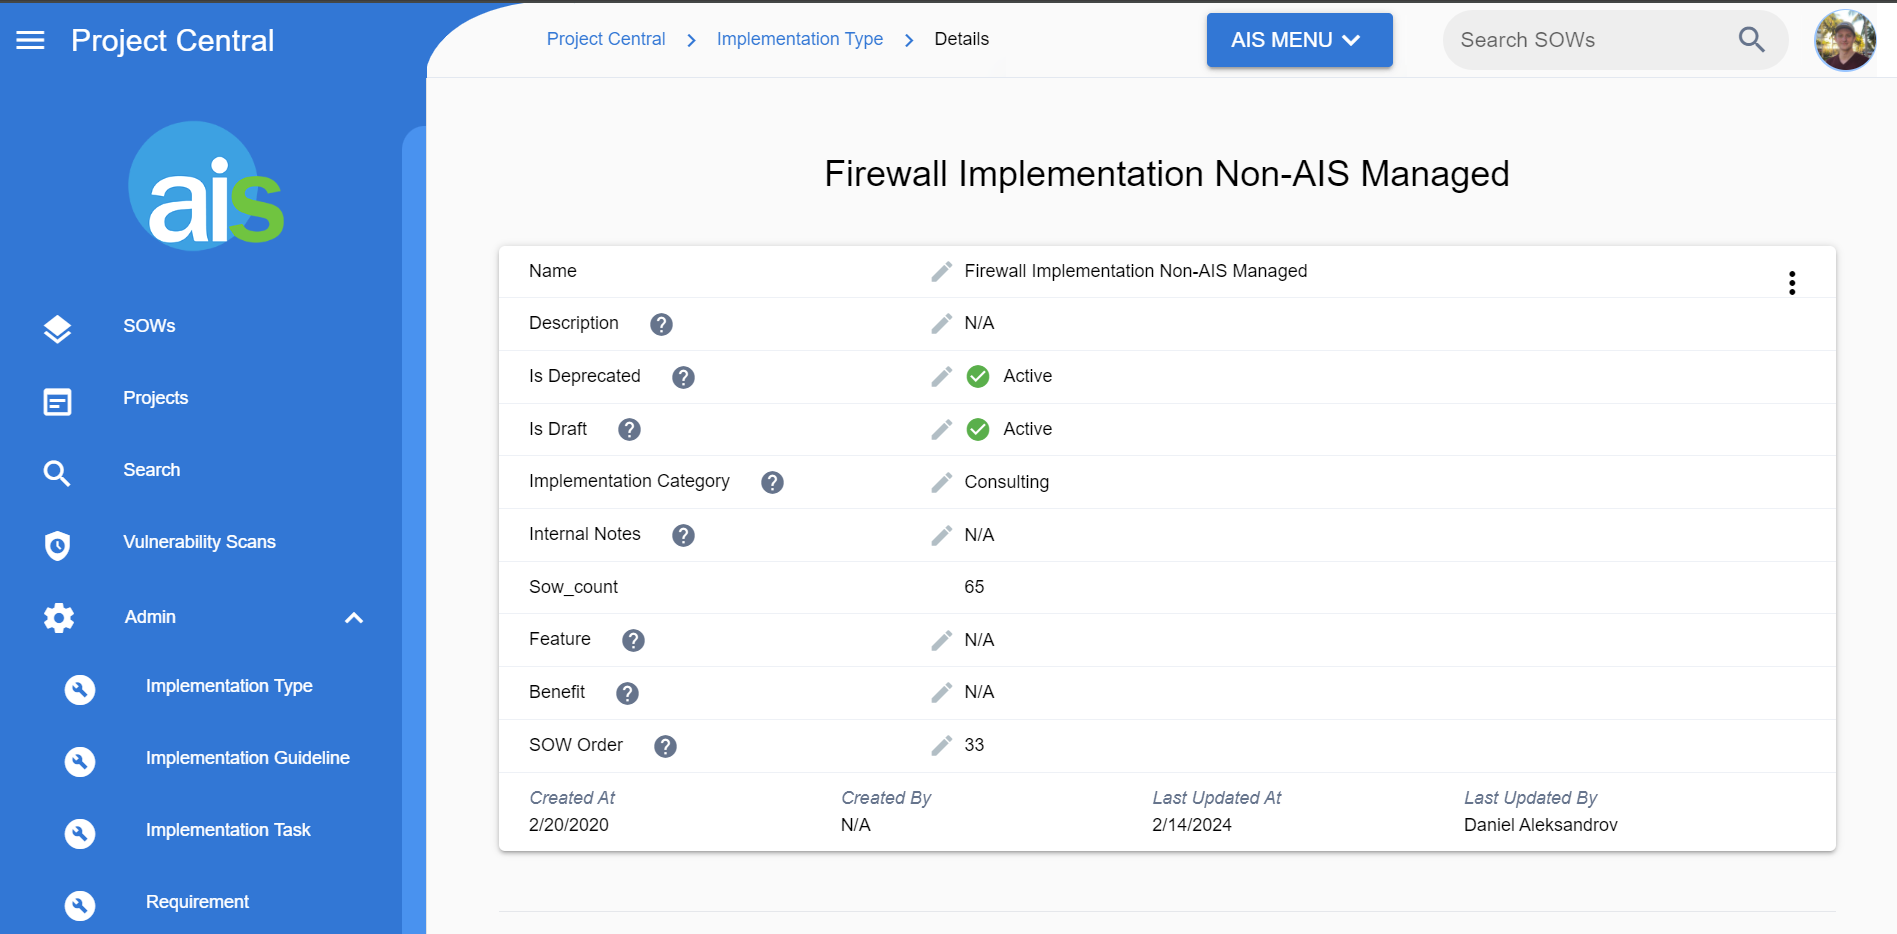 Project Central
Project Central
Implementation Type
Details
AIS MENU
Search SOWs
ais
SOWs
Projects
Search
Vulnerability Scans
Admin
Implementation Type
Implementation Guideline
Implementation Task
Requirement
Firewall Implementation Non-AIS Managed
Name Firewall Implementation Non-AIS Managed
Description ? N/A
Is Deprecated ? Active
Is Draft ? Active
Implementation Category ? Consulting
Internal Notes ? N/A
Sow_count 65
Feature ? N/A
Benefit ? N/A
SOW Order ? 33
Created At Created By Last Updated At Last Updated By
2/20/2020 N/A 2/14/2024 Daniel Aleksandrov